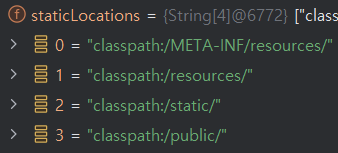 f staticLocations = {String[4]@6772} ["class
0 = "classpath:/META-INF/resources/"
1 = "classpath:/resources/"
2 = "classpath:/static/"
3 = "classpath:/public/"